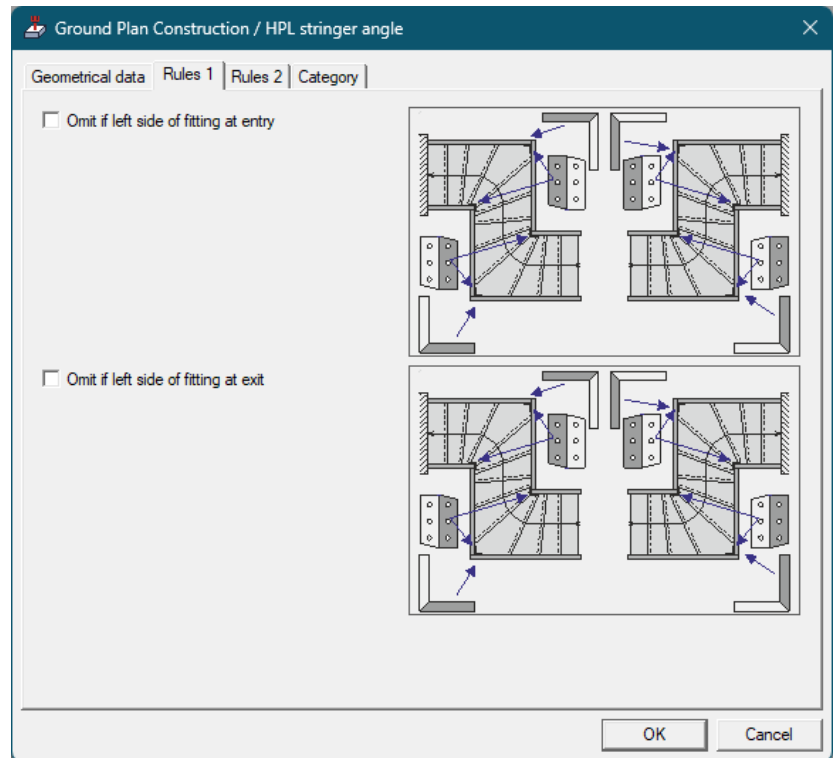 Ground Plan Construction / HPL stringer angle
Geometrical data Rules 1 Rules 2 Category
Omit if left side of fitting at entry
Omit if left side of fitting at exit
OK Cancel